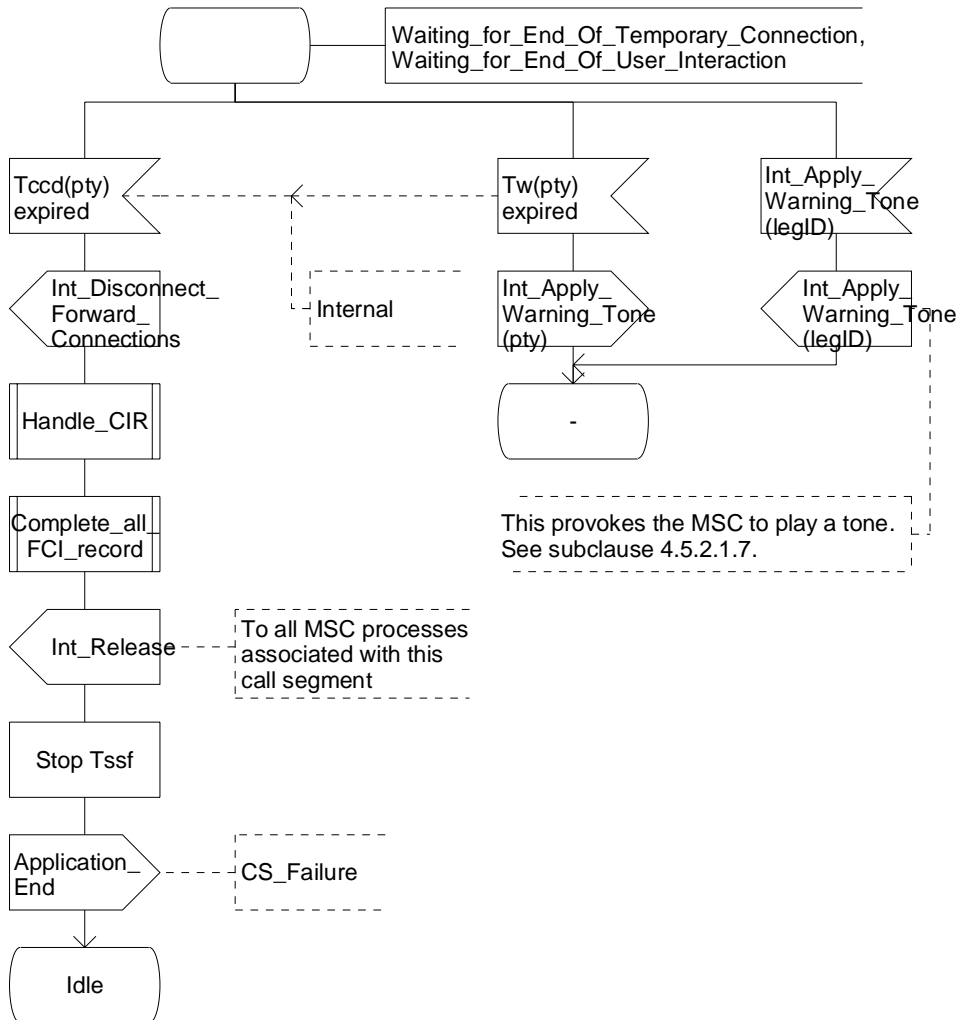 Waiting_for_End_Of_Temporary_Connection,
Waiting_for_End_Of_User_Interaction
Tccd(pty)
expired
Tw(pty)
expired
Int_Apply_
Warning_Tone
(legID)
Int_Disconnect_
Forward_
Connections
Internal
Int_Apply_
Warning_Tone
(pty)
Int_Apply_
Warning_Tone
(legID)
Handle_CIR
-
Complete_all_
FCI_record
This provokes the MSC to play a tone.
See subclause 4.5.2.1.7.
Int_Release
To all MSC processes
associated with this
call segment
Stop Tssf
Application_
End
CS_Failure
Idle